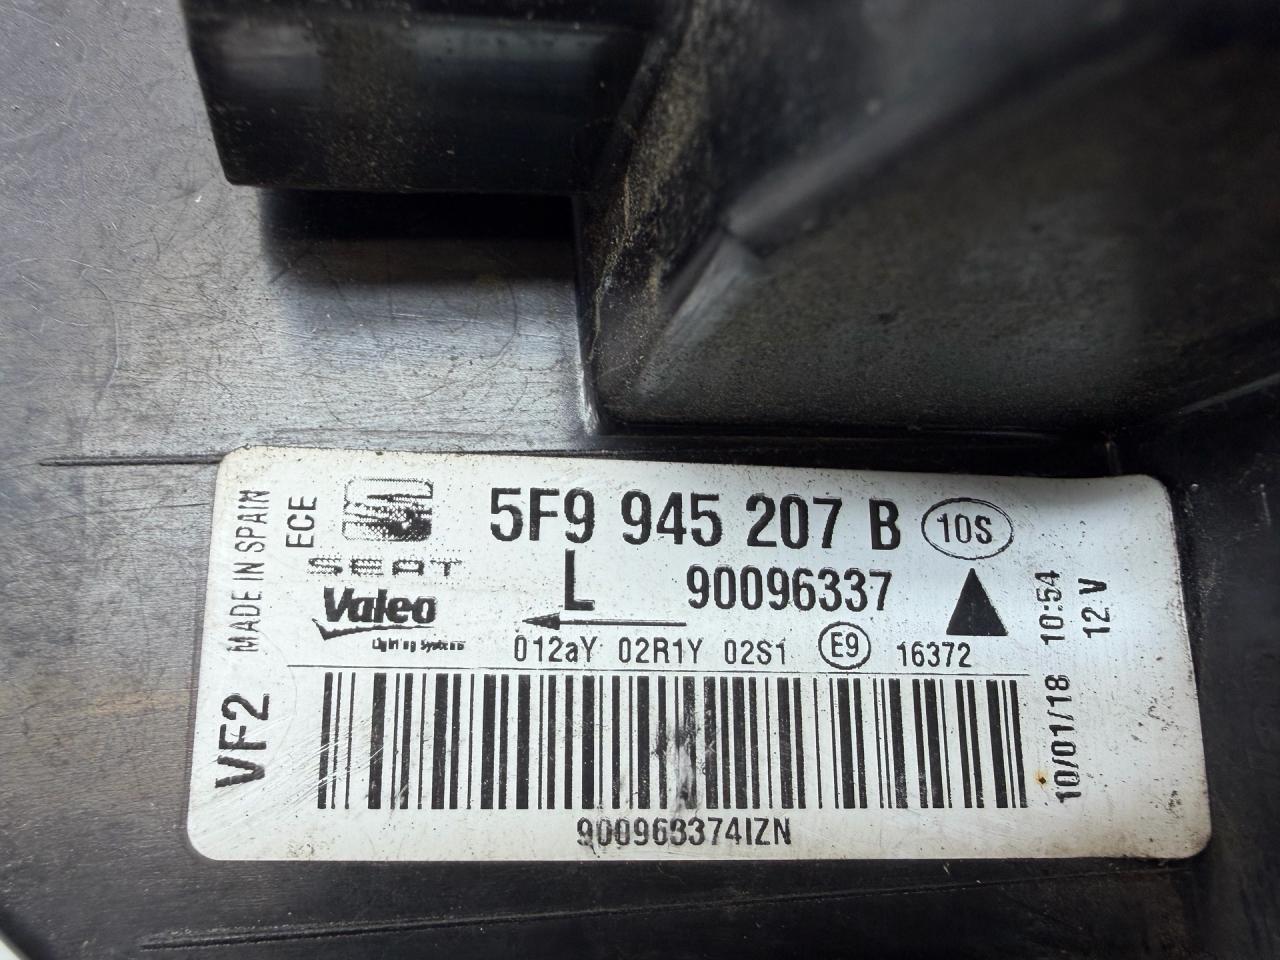 MADE IN SPAIN
ECE
SEAT
5F9 945 207 B
10S
L
90096337
Valeo
Lighting Systems
012aY 02R1Y 02S1 E9 16372
10/01/18 10:54
12 V
VF2
900963374IZN